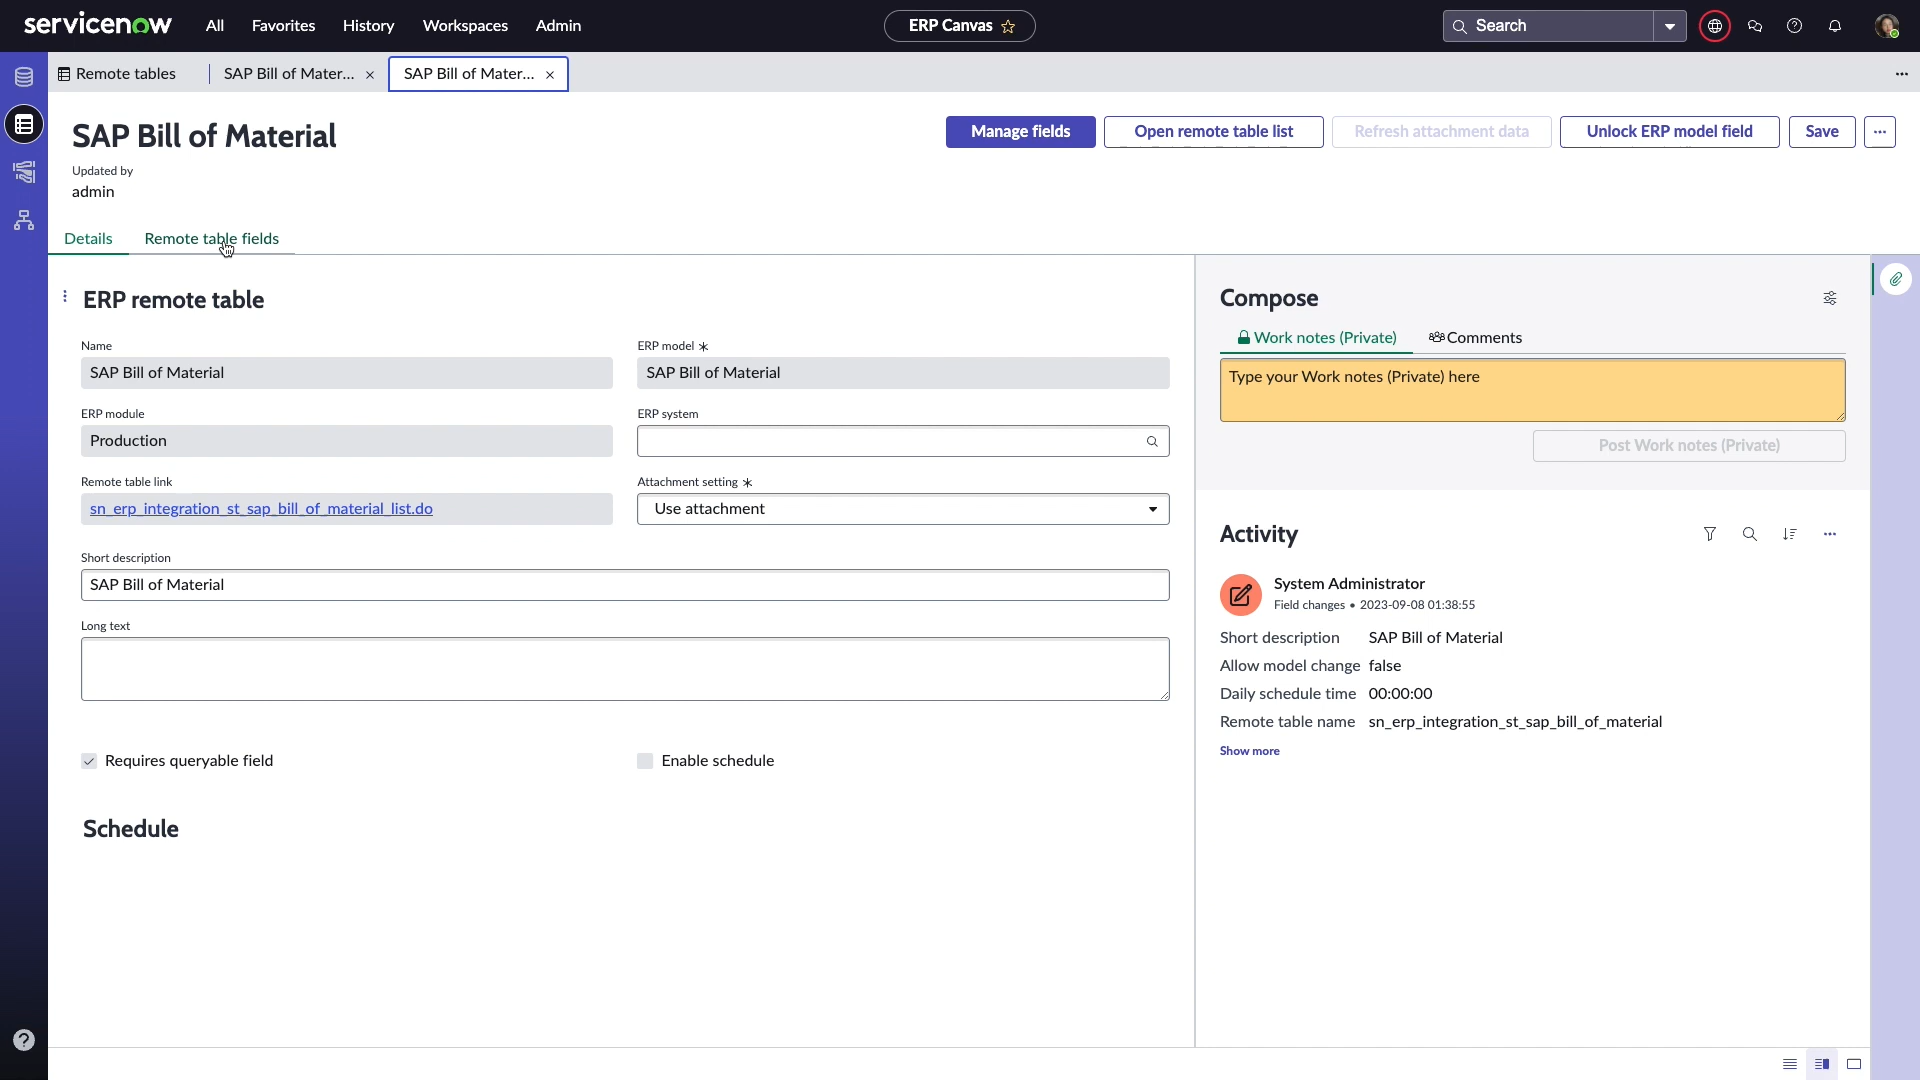 servicenow All Favorites History Workspaces Admin ERP Canvas Search
Remote tables SAP Bill of Mater... SAP Bill of Mater...
SAP Bill of Material
Manage fields Open remote table list Refresh attachment data Unlock ERP model field Save
Updated by
admin
Details Remote table fields
ERP remote table
Name
SAP Bill of Material
ERP model *
SAP Bill of Material
ERP module
Production
ERP system
Remote table link
sn_erp_integration_st_sap_bill_of_material_list.do
Attachment setting *
Use attachment
Short description
SAP Bill of Material
Long text
Requires queryable field
Enable schedule
Schedule
Compose
Work notes (Private) Comments
Type your Work notes (Private) here
Post Work notes (Private)
Activity
System Administrator
Field changes • 2023-09-08 01:38:55
Short description SAP Bill of Material
Allow model change false
Daily schedule time 00:00:00
Remote table name sn_erp_integration_st_sap_bill_of_material
Show more